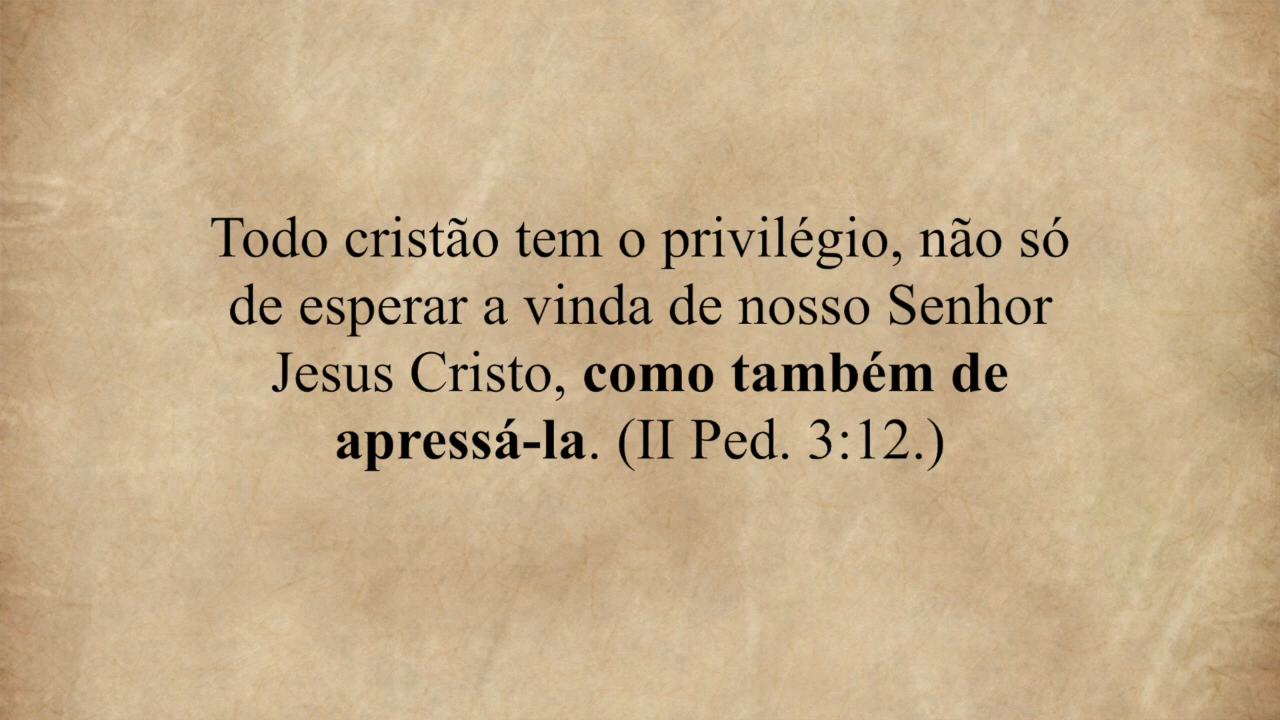 Todo cristão tem o privilégio, não só
de esperar a vinda de nosso Senhor
Jesus Cristo, como também de
apressá-la. (II Ped. 3:12.)